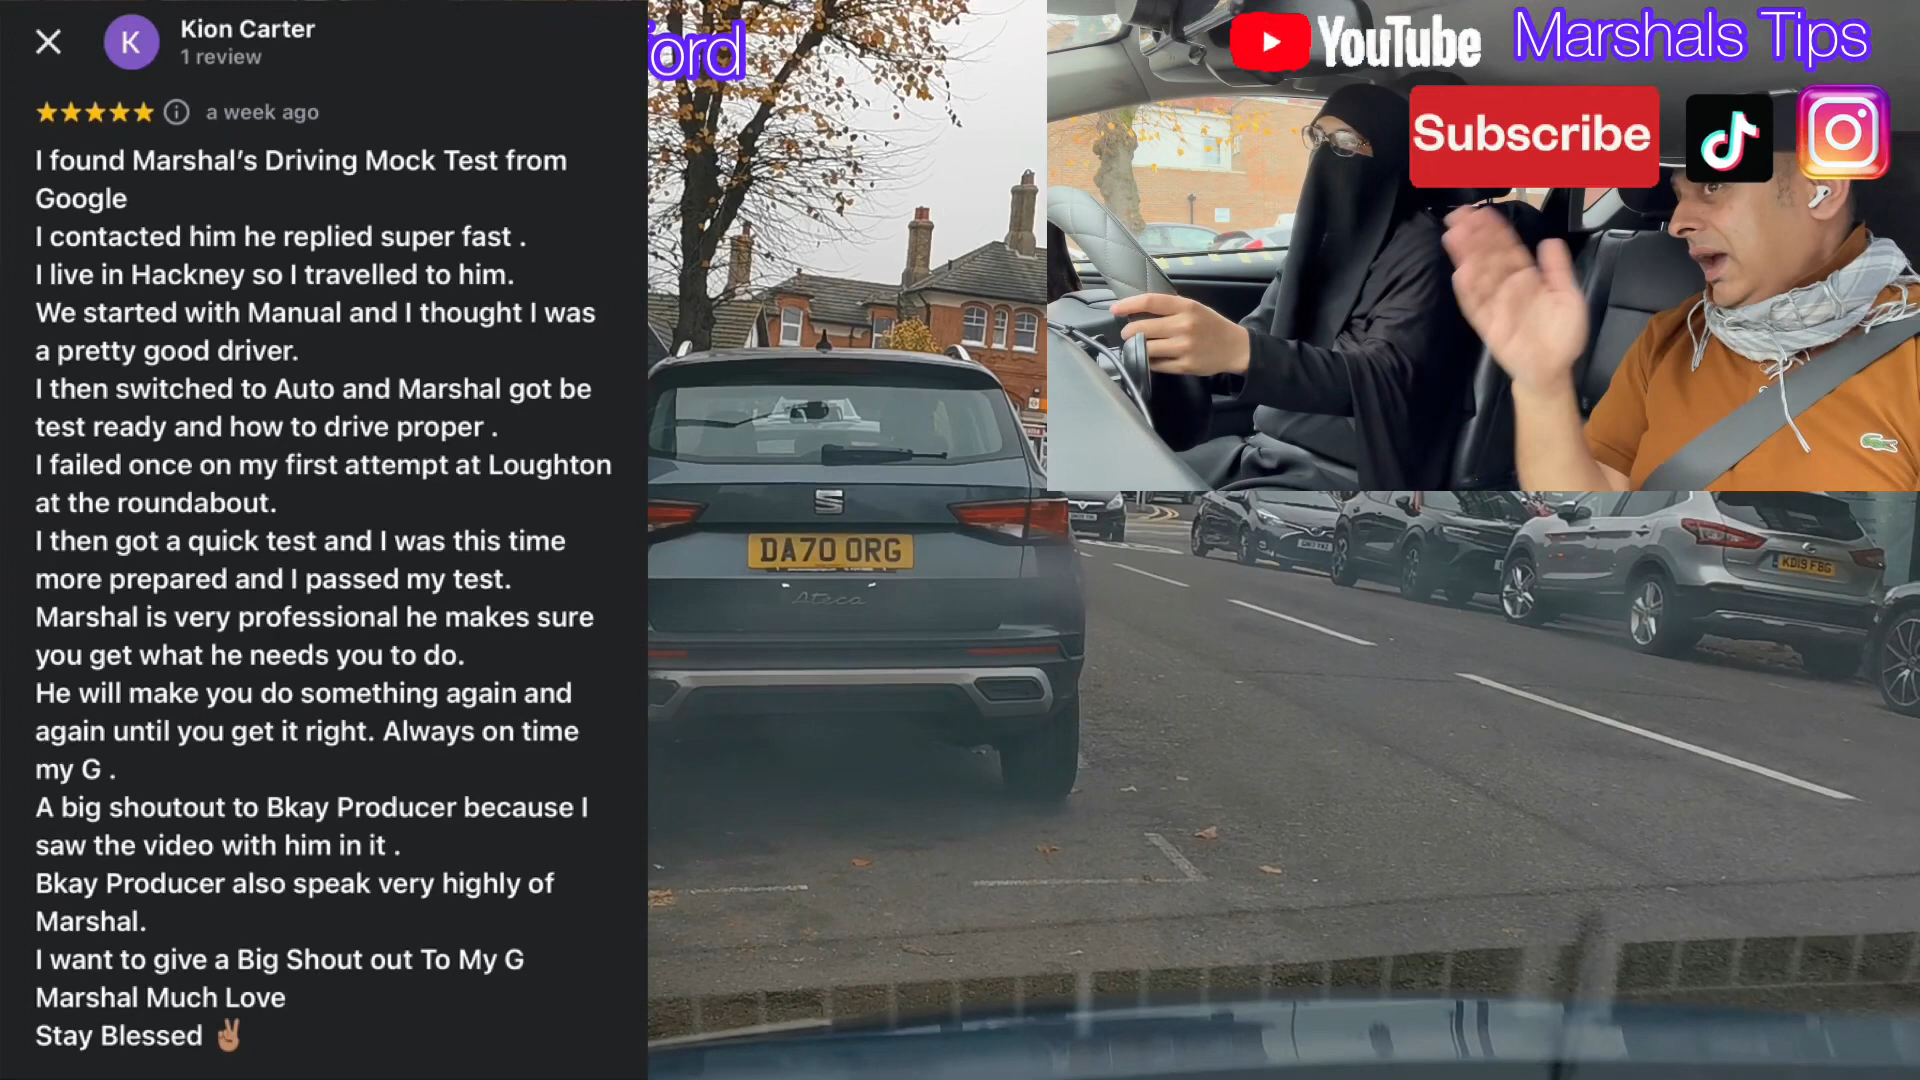 Kion Carter
1 review
a week ago
I found Marshal's Driving Mock Test from
Google
I contacted him he replied super fast .
I live in Hackney so I travelled to him.
We started with Manual and I thought I was
a pretty good driver.
I then switched to Auto and Marshal got be
test ready and how to drive proper .
I failed once on my first attempt at Loughton
at the roundabout.
I then got a quick test and I was this time
more prepared and I passed my test.
Marshal is very professional he makes sure
you get what he needs you to do.
He will make you do something again and
again until you get it right. Always on time
my G .
A big shoutout to Bkay Producer because I
saw the video with him in it .
Bkay Producer also speak very highly of
Marshal.
I want to give a Big Shout out To My G
Marshal Much Love
Stay Blessed ✌🏽
K
ford
YouTube
Marshals Tips
Subscribe
DA70 ORG
Ateca
KD19 FBG